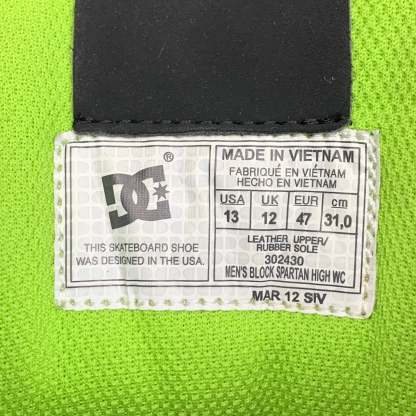 DC
®
THIS SKATEBOARD SHOE
WAS DESIGNED IN THE U.S.A.
MADE IN VIETNAM
FABRIQUÉ EN VIÉTNAM
HECHO EN VIETNAM
USA UK EUR cm
13 12 47 31,0
LEATHER UPPER/
RUBBER SOLE
302430
MEN'S BLOCK SPARTAN HIGH WC
MAR 12 SIV